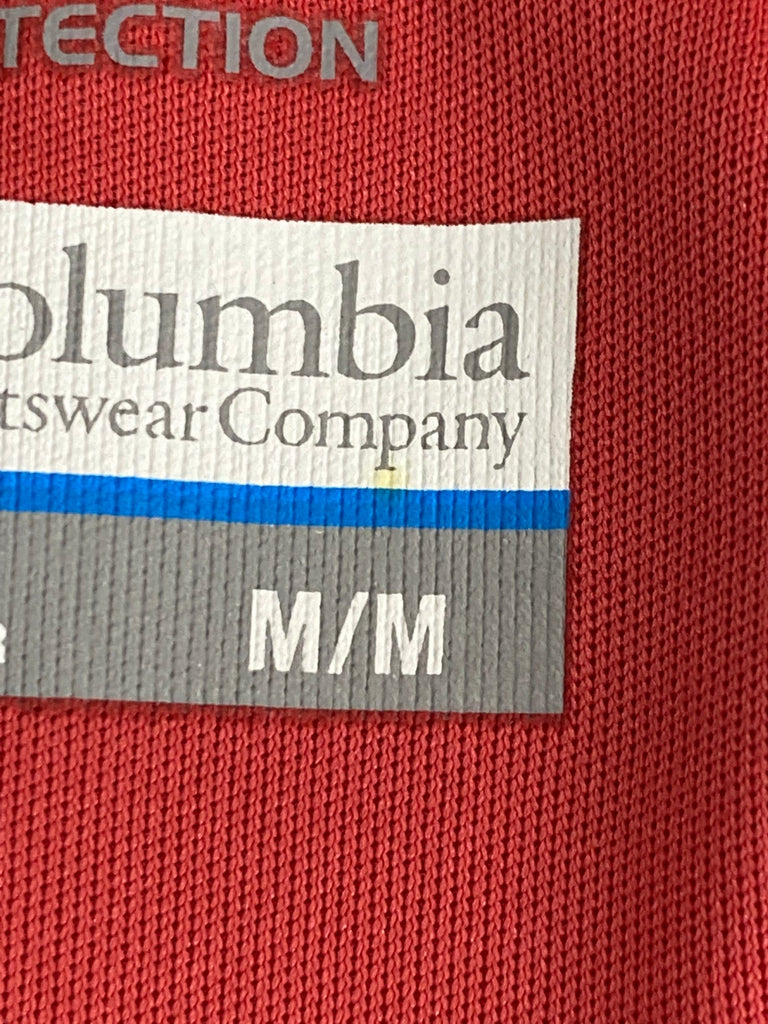 TECTION
olumbia
tswear Company
R M/M